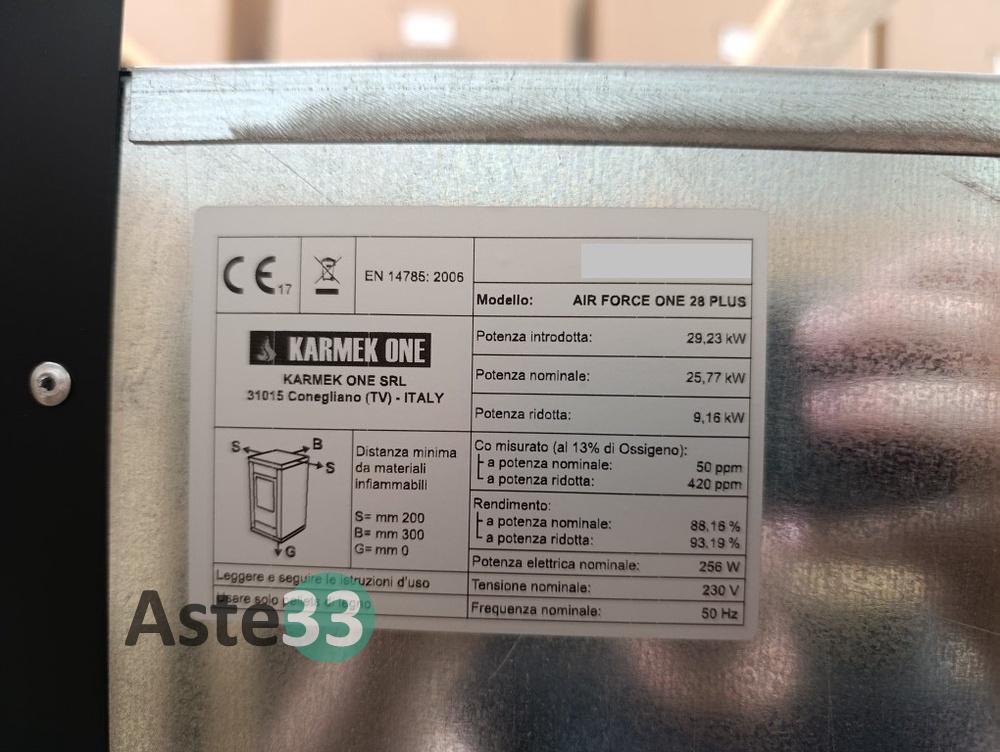 CE 17
EN 14785: 2006
Modello: AIR FORCE ONE 28 PLUS
KARMEK ONE
KARMEK ONE SRL
31015 Conegliano (TV) - ITALY
Potenza introdotta: 29,23 kW
Potenza nominale: 25,77 kW
Potenza ridotta: 9,16 kW
S
B
S
G
Distanza minima
da materiali
infiammabili
S= mm 200
B= mm 300
G= mm 0
Co misurato (al 13% di Ossigeno):
a potenza nominale: 50 ppm
a potenza ridotta: 420 ppm
Rendimento:
a potenza nominale: 88,16 %
a potenza ridotta: 93,19 %
Potenza elettrica nominale: 256 W
Tensione nominale: 230 V
Frequenza nominale: 50 Hz
Leggere e seguire le istruzioni d'uso
Usare solo pellets di legno
Aste33